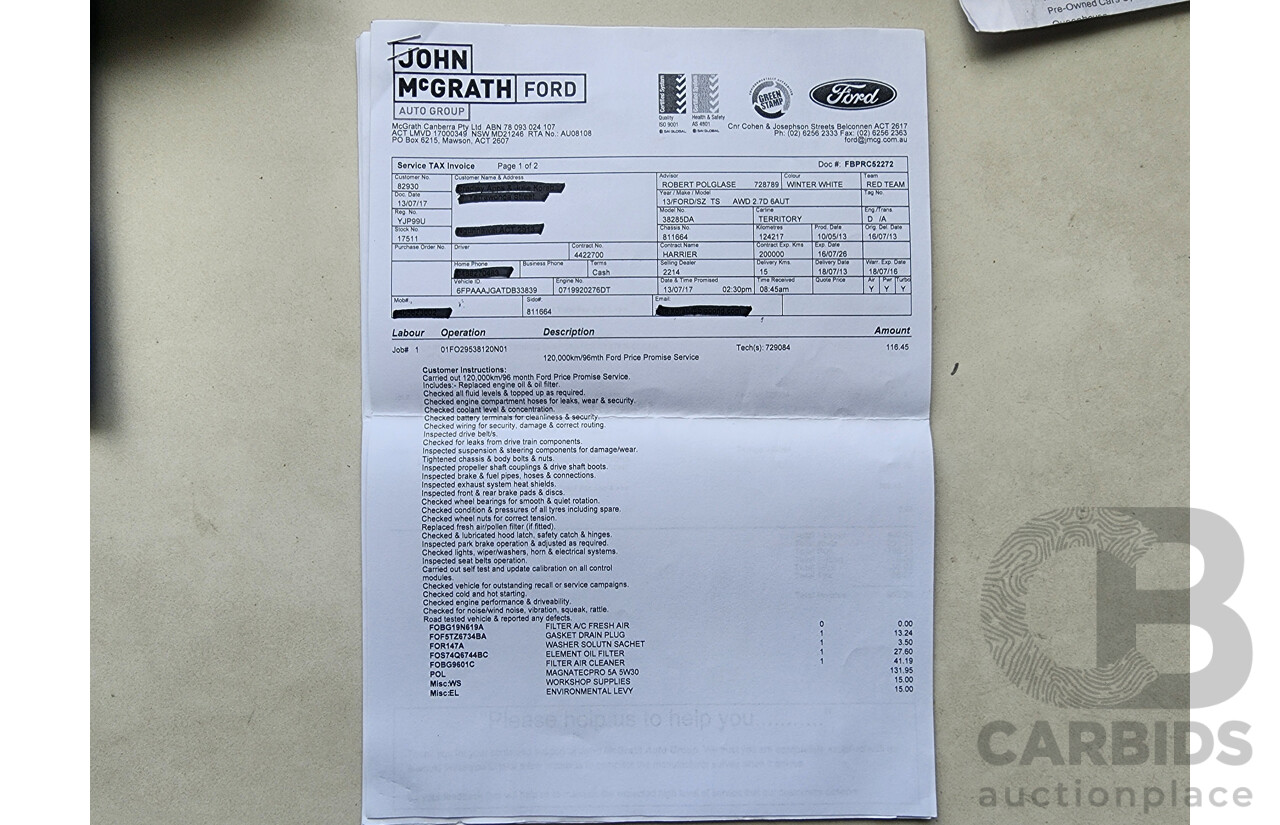 Pre-Owned Cars
JOHN
McGRATH FORD
AUTO GROUP
McGrath Canberra Pty Ltd ABN 78 093 024 107
ACT LMVD 17000349 NSW MD21246 RTA No.: AU08108
PO Box 6215, Mawson, ACT 2607
Certified System
Certified System
Quality
ISO 9001
SAI GLOBAL
Health & Safety
AS 4801
SAI GLOBAL
GREEN STAMP
Ford
Cnr Cohen & Josephson Streets Belconnen ACT 2617
Ph: (02) 6256 2333 Fax: (02) 6256 2363
ford@jmcg.com.au
Service TAX Invoice Page 1 of 2 Doc #: FBPRC52272
Customer No. Customer Name & Address Advisor Colour Team
82930 ROBERT POLGLASE 728789 WINTER WHITE RED TEAM
Doc. Date Year / Make / Model Tag No.
13/07/17 13/FORD/SZ TS AWD 2.7D 6AUT
Reg. No. Model No. Carline Eng./Trans.
YJP99U 38285DA TERRITORY D /A
Stock No. Chassis No. Kilometres Prod. Date Orig. Del. Date
17511 811664 124217 10/05/13 16/07/13
Purchase Order No. Driver Contract No. Contract Name Contract Exp. Kms Exp. Date
4422700 HARRIER 200000 16/07/26
Home Phone Business Phone Terms Selling Dealer Delivery Kms. Delivery Date Warr. Exp. Date
Cash 2214 15 18/07/13 18/07/16
Vehicle ID. Engine No. Date & Time Promised Time Received Quote Price Air Pwr Turbo
6FPAAAJGATDB33839 0719920276DT 13/07/17 02:30pm 08:45am Y Y Y
Mob#. Side#. Email:
811664
Labour Operation Description Amount
Job# 1 01FO29538120N01 Tech(s): 729084 116.45
120,000km/96mth Ford Price Promise Service
Customer Instructions:
Carried out 120,000km/96 month Ford Price Promise Service.
Includes:- Replaced engine oil & oil filter.
Checked all fluid levels & topped up as required.
Checked engine compartment hoses for leaks, wear & security.
Checked coolant level & concentration.
Checked battery terminals for cleanliness & security.
Checked wiring for security, damage & correct routing.
Inspected drive belt/s.
Checked for leaks from drive train components.
Inspected suspension & steering components for damage/wear.
Tightened chassis & body bolts & nuts.
Inspected propeller shaft couplings & drive shaft boots.
Inspected brake & fuel pipes, hoses & connections.
Inspected exhaust system heat shields.
Inspected front & rear brake pads & discs.
Checked wheel bearings for smooth & quiet rotation.
Checked condition & pressures of all tyres including spare.
Checked wheel nuts for correct tension.
Replaced fresh air/pollen filter (if fitted).
Checked & lubricated hood latch, safety catch & hinges.
Inspected park brake operation & adjusted as required.
Checked lights, wiper/washers, horn & electrical systems.
Inspected seat belts operation.
Carried out self test and update calibration on all control
modules.
Checked vehicle for outstanding recall or service campaigns.
Checked cold and hot starting.
Checked engine performance & driveability.
Checked for noise/wind noise, vibration, squeak, rattle.
Road tested vehicle & reported any defects.
FOBG19N619A FILTER A/C FRESH AIR 0 0.00
FOF5TZ6734BA GASKET DRAIN PLUG 1 13.24
FOR147A WASHER SOLUTN SACHET 1 3.50
FOS74Q6744BC ELEMENT OIL FILTER 1 27.60
FOBG9601C FILTER AIR CLEANER 1 41.19
POL MAGNATECPRO 5A 5W30 131.95
Misc:WS WORKSHOP SUPPLIES 15.00
Misc:EL ENVIRONMENTAL LEVY 15.00
Please help us to help you ..........
CB
CARBIDS
auctionplace